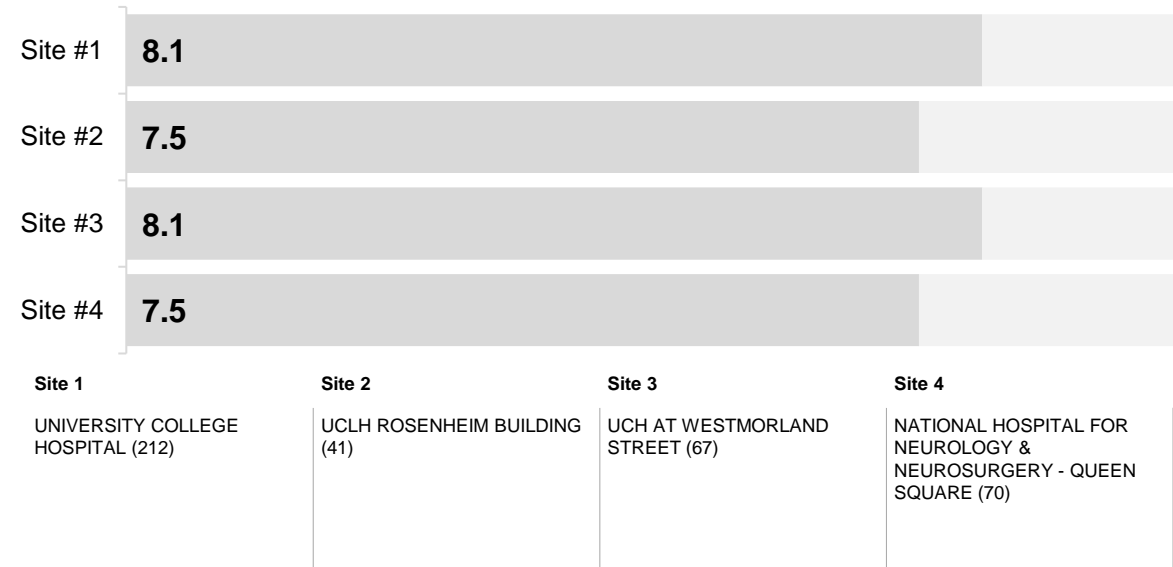 Site #1
8.1
Site #2
7.5
Site #3
8.1
Site #4
7.5
Site 1
UNIVERSITY COLLEGE
HOSPITAL (212)
Site 2
UCLH ROSENHEIM BUILDING
(41)
Site 3
UCH AT WESTMORLAND
STREET (67)
Site 4
NATIONAL HOSPITAL FOR
NEUROLOGY &
NEUROSURGERY - QUEEN
SQUARE (70)